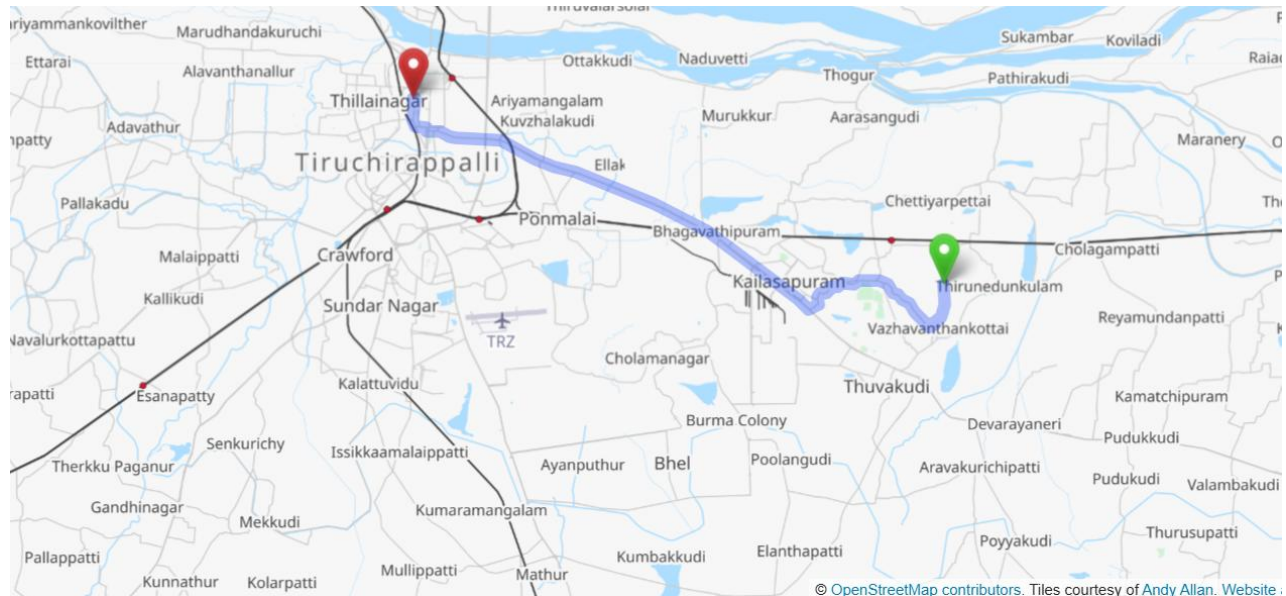 Thiruvalarsolai
ariyammankovilther
Marudhandakuruchi
Sukambar
Koviladi
Ettarai
Alavanthanallur
Ottakkudi
Naduvetti
Thogur
Pathirakudi
Raiac
Thillainagar
Ariyamangalam
Kuvzhalakudi
Murukkur
Aarasangudi
Adavathur
npatty
Maranery
Tiruchirappalli
Ellak
Pallakadu
Chettiyarpettai
Ponmalai
Bhagavathipuram
Malaippatti
Crawford
Cholagampatti
Kailasapuram
Thirunedunkulam
Kallikudi
Sundar Nagar
Navalurkottapattu
TRZ
Vazhavanthankottai
Reyamundanpatti
Cholamanagar
Kalattuvidu
Thuvakudi
rapatti
Esanapatty
Kamatchipuram
Burma Colony
Devarayaneri
Senkurichy
Issikkaamalaippatti
Pudukkudi
Therkku Paganur
Ayanputhur
Bhel
Poolangudi
Aravakurichipatti
Pudukudi
Valambakudi
Gandhinagar
Mekkudi
Kumaramangalam
Thurusupatti
Poyyakudi
Pallappatti
Kumbakkudi
Elanthapatti
Kunnathur
Kolarpatti
Mullippatti
Mathur
© OpenStreetMap contributors. Tiles courtesy of Andy Allan. Website